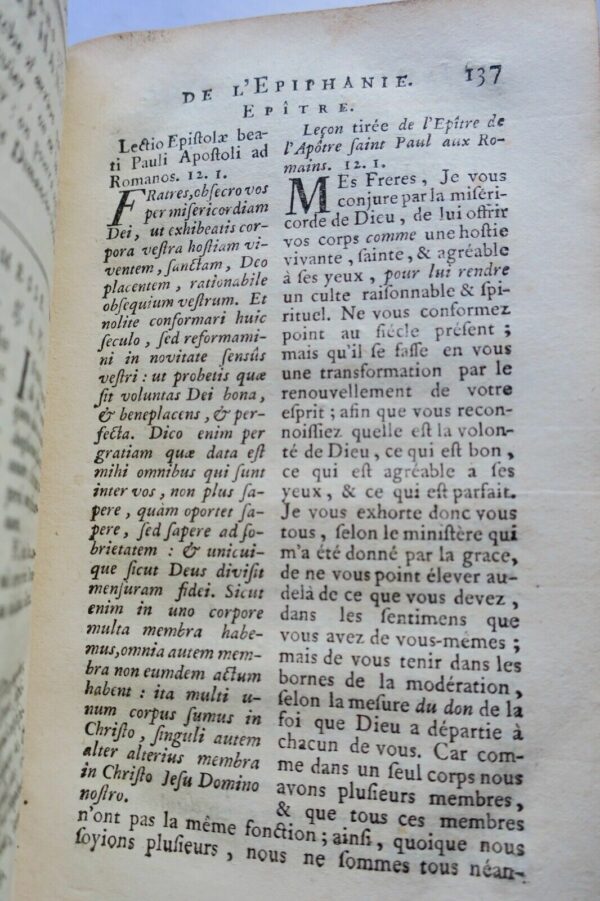 DE L'EPIPHANIE. 137
EPÎTRE.
Lectio Epistolæ bea-
ti Pauli Apostoli ad
Romanos. 12. 1.
FRatres, obsecro vos
per misericordiam
Dei, ut exhibeatis cor-
pora vestra hostiam vi-
ventem, sanctam, Deo
placentem, rationabile
obsequium vestrum. Et
nolite conformari huic
seculo, sed reformami-
ni in novitate sensûs
vestri : ut probetis quæ
sit voluntas Dei bona,
& beneplacens, & per-
fecta. Dico enim per
gratiam quæ data est
mihi omnibus qui sunt
inter vos, non plus sa-
pere, quàm oportet sa-
pere, sed sapere ad so-
brietatem : & unicui-
que sicut Deus divisit
mensuram fidei. Sicut
enim in uno corpore
multa membra habe-
mus, omnia autem mem-
bra non eumdem actum
habent : ita multi u-
num corpus sumus in
Christo, singuli autem
alter alterius membra
in Christo Jesu Domino
nostro.
Leçon tirée de l'Epître de
l'Apôtre saint Paul aux Ro-
mains. 12. 1.
MEs Freres, Je vous
conjure par la miséri-
corde de Dieu, de lui offrir
vos corps comme une hostie
vivante, sainte, & agréable
à ses yeux, pour lui rendre
un culte raisonnable & spi-
rituel. Ne vous conformez
point au siécle présent ;
mais qu'il se fasse en vous
une transformation par le
renouvellement de votre
esprit ; afin que vous recon-
noissiez quelle est la volon-
té de Dieu, ce qui est bon,
ce qui est agréable à ses
yeux, & ce qui est parfait.
Je vous exhorte donc vous
tous, selon le ministère qui
m'a été donné par la grace,
de ne vous point élever au-
delà de ce que vous devez,
dans les sentimens que
vous avez de vous-mêmes ;
mais de vous tenir dans les
bornes de la modération,
selon la mesure du don de la
foi que Dieu a départie à
chacun de vous. Car com-
me dans un seul corps nous
avons plusieurs membres,
& que tous ces membres
n'ont pas la même fonction ; ainsi, quoique nous
soyions plusieurs, nous ne sommes tous néan-